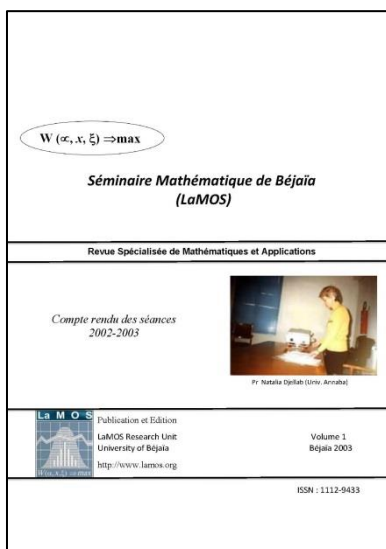 W (∝, x, ξ) ⇒max
Séminaire Mathématique de Béjaïa
(LaMOS)
Revue Spécialisée de Mathématiques et Applications
Compte rendu des séances
2002-2003
Pr Natalia Djellab (Univ. Annaba)
La M O S
W(∝, x, ξ) ⇒ max
Publication et Edition
LaMOS Research Unit
University of Béjaïa
http://www.lamos.org
Volume 1
Béjaïa 2003
ISSN : 1112-9433